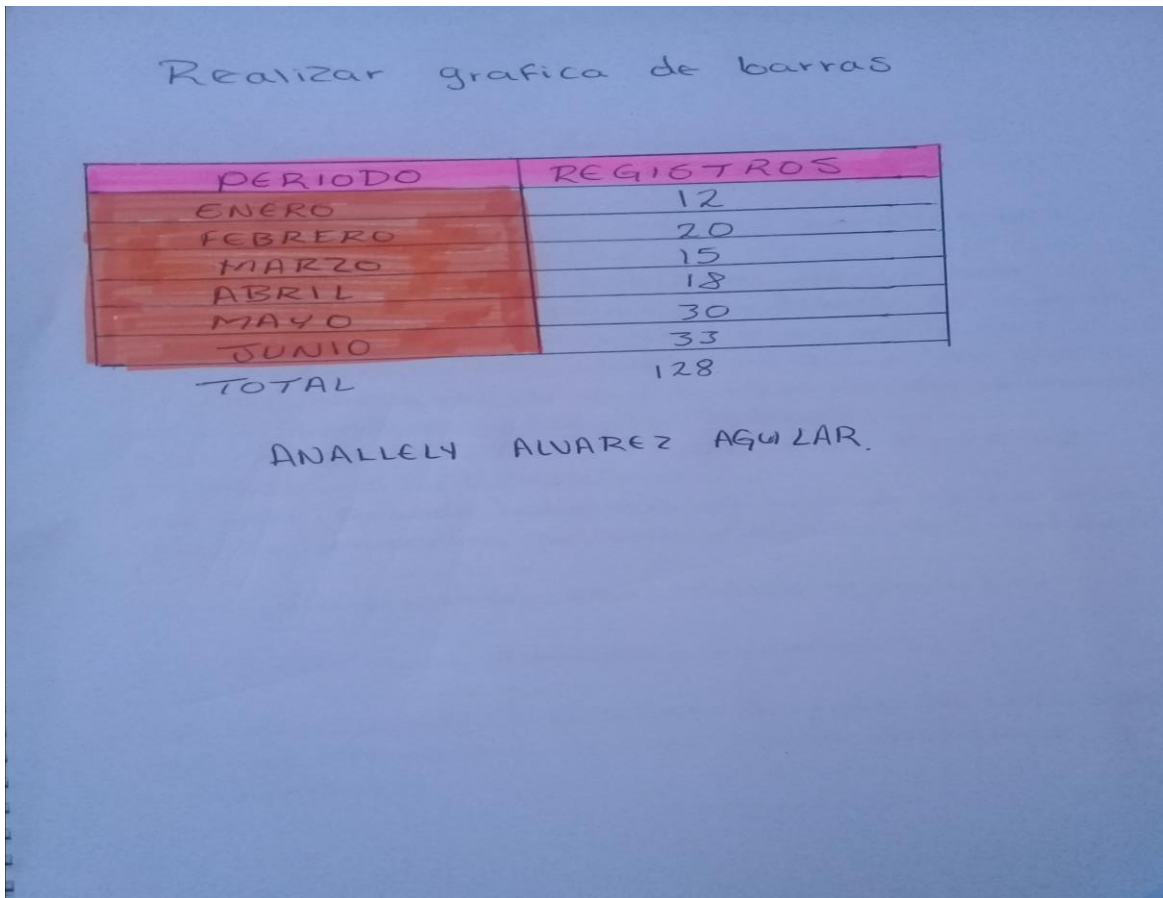 Realizar grafica de barras
PERIODO REGISTROS
ENERO 12
FEBRERO 20
MARZO 15
ABRIL 18
MAYO 30
JUNIO 33
TOTAL 128
ANALLELY ALVAREZ AGUILAR.